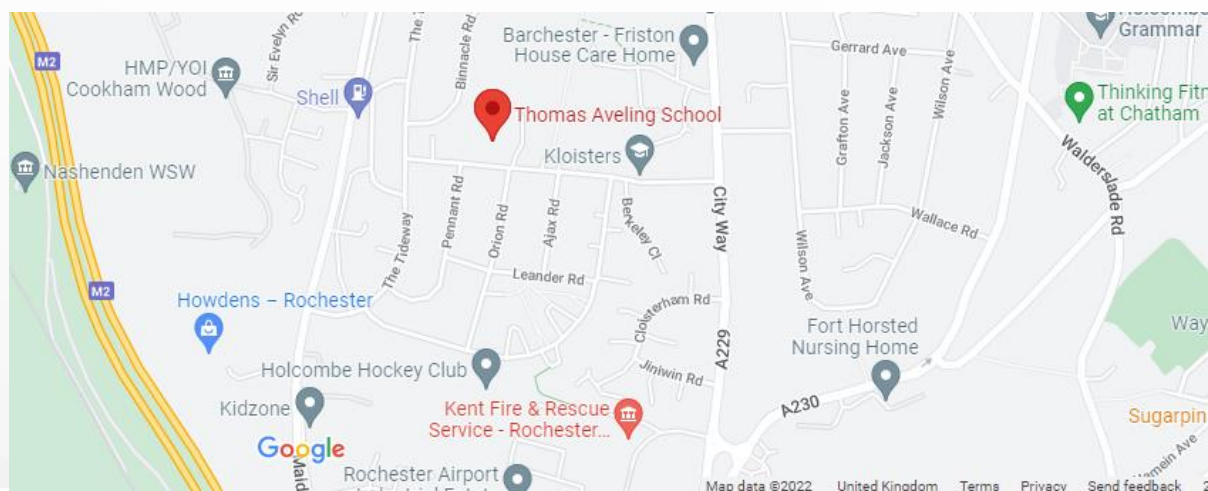 M2
HMP/YOI
Cookham Wood
Sir Evelyn Rd
The
Binnacle Rd
Shell
Barchester - Friston
House Care Home
Thomas Aveling School
Kloisters
Gerrard Ave
Grammar
Thinking Fitn
at Chatham
Grafton Ave
Jackson Ave
Wilson Ave
Walderslade Rd
Nashenden WSW
Pennant Rd
Orion Rd
Ajax Rd
Berkeley Cl
City Way
Wallace Rd
The Tideway
Leander Rd
Wilson Ave
M2
Howdens – Rochester
Cloisterham Rd
A229
Fort Horsted
Nursing Home
Way
Holcombe Hockey Club
Jiniwin Rd
Kidzone
Kent Fire & Rescue
Service - Rochester...
A230
Sugarpin
Google
Maid
Rochester Airport
Map data ©2022 United Kingdom Terms Privacy Send feedback